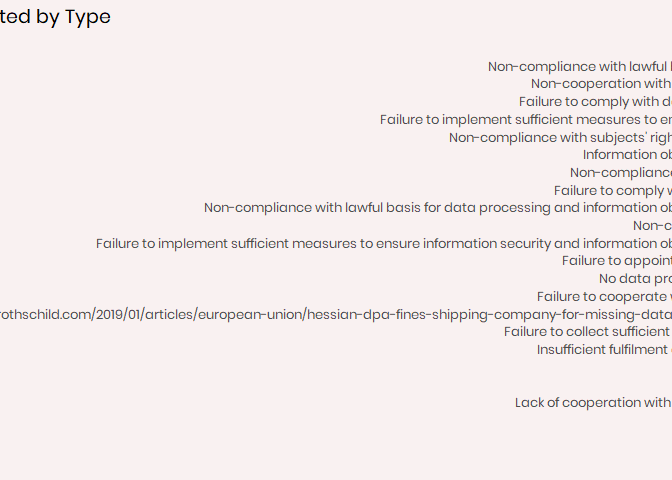 ted by Type
Non-compliance with lawful
Non-cooperation with
Failure to comply with d
Failure to implement sufficient measures to en
Non-compliance with subjects' righ
Information ob
Non-compliance
Failure to comply w
Non-compliance with lawful basis for data processing and information ob
Non-c
Failure to implement sufficient measures to ensure information security and information ob
Failure to appoint
No data pro
Failure to cooperate
rothschild.com/2019/01/articles/european-union/hessian-dpa-fines-shipping-company-for-missing-data
Failure to collect sufficient
Insufficient fulfilment
Lack of cooperation with